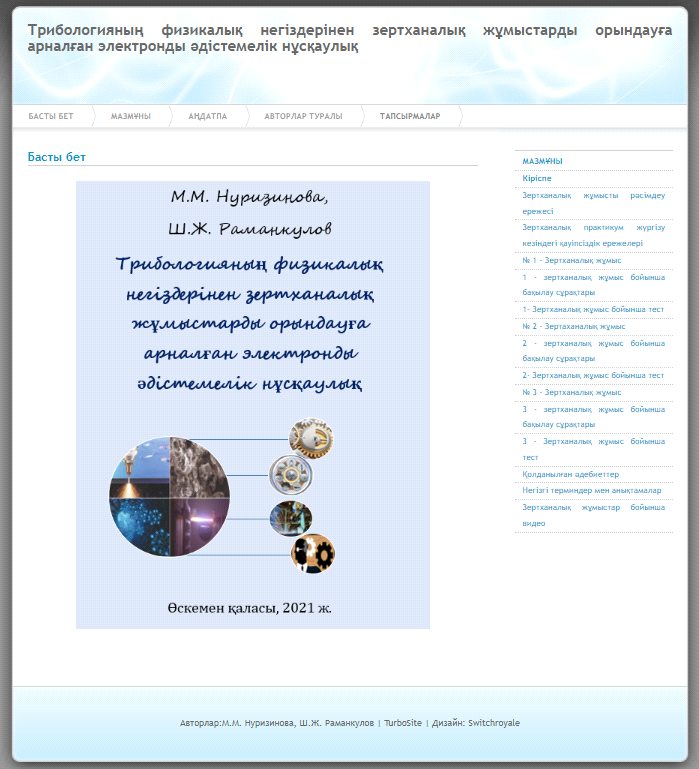 Трибологияның физикалық негіздерінен зертханалық жұмыстарды орындауға
арналған электронды әдістемелік нұсқаулық
БАСТЫ БЕТ
МАЗМҰНЫ
АҢДАТПА
АВТОРЛАР ТУРАЛЫ
ТАПСЫРМАЛАР
Басты бет
М.М. Нуризинова,
Ш.Ж. Раманкулов
Трибологияның физикалық
негіздерінен зертханалық
жұмыстарды орындауға
арналған электронды
әдістемелік нұсқаулық
Өскемен қаласы, 2021 ж.
МАЗМҰНЫ
Кіріспе
Зертханалық жұмысты рәсімдеу
ережесі
Зертханалық практикум жүргізу
кезіндегі қауіпсіздік ережелері
№ 1 - Зертханалық жұмыс
1 - зертханалық жұмыс бойынша
бақылау сұрақтары
1- Зертханалық жұмыс бойынша тест
№ 2 - Зертаханалық жұмыс
2 - зертханалық жұмыс бойынша
бақылау сұрақтары
2- Зертханалық жұмыс бойынша тест
№ 3 - Зертханалық жұмыс
3 - зертханалық жұмыс бойынша
бақылау сұрақтары
3 - Зертханалық жұмыс бойынша
тест
Қолданылған әдебиеттер
Негізгі терминдер мен анықтамалар
Зертханалық жұмыстар бойынша
видео
Авторлар:М.М. Нуризинова, Ш.Ж. Раманкулов | TurboSite | Дизайн: Switchroyale